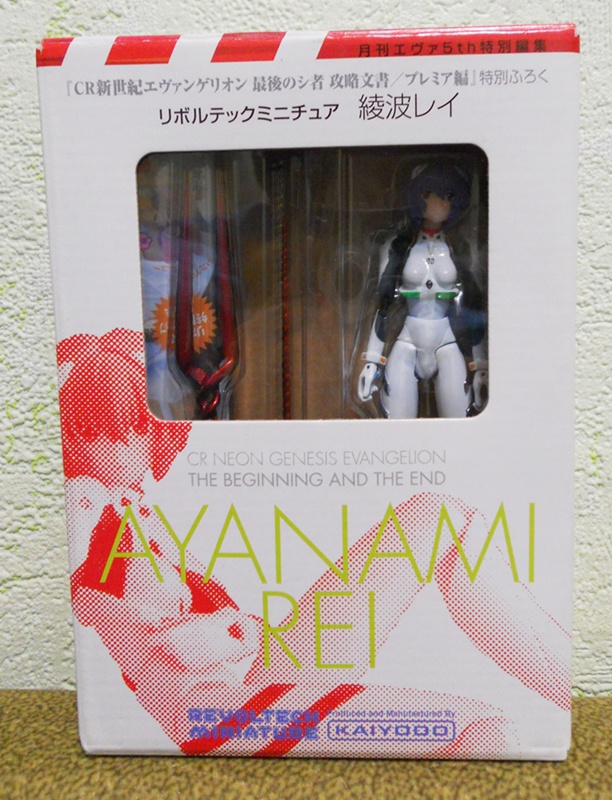 月刊エヴァ5th特別編集
『CR新世紀エヴァンゲリオン 最後のシ者 攻略文書／プレミア編』特別ふろく
リボルテックミニチュア 綾波レイ
CR NEON GENESIS EVANGELION
THE BEGINNING AND THE END
AYANAMI
REI
REVOLTECH
MINIATURE
and Manufactured By
KAIYODO